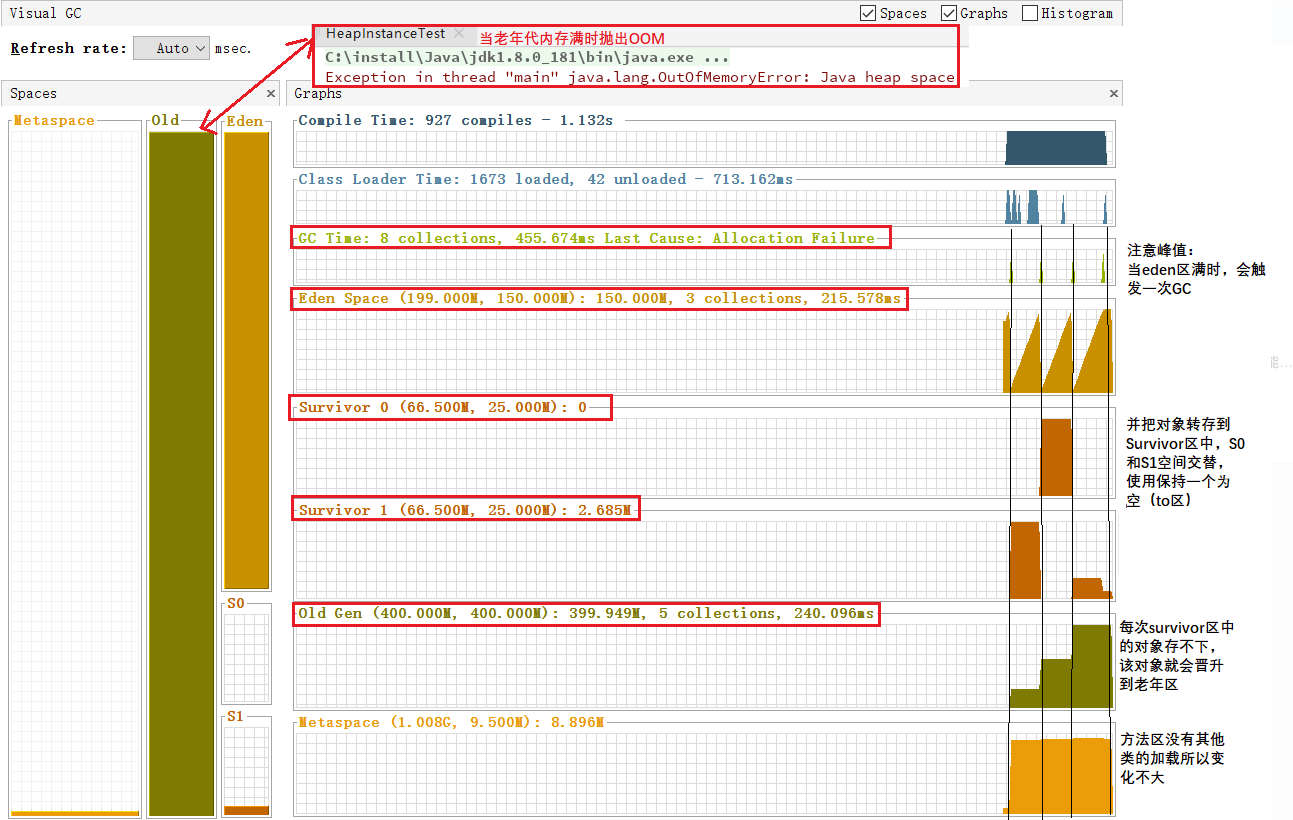 Visual GC
Spaces Graphs Histogram
Refresh rate: Auto msec.
HeapInstanceTest
当老年代内存满时抛出OOM
C:\install\Java\jdk1.8.0_181\bin\java.exe ...
Exception in thread "main" java.lang.OutOfMemoryError: Java heap space
Spaces
Graphs
Metaspace
Old
Eden
S0
S1
Compile Time: 927 compiles - 1.132s
Class Loader Time: 1673 loaded, 42 unloaded - 713.162ms
GC Time: 8 collections, 455.674ms Last Cause: Allocation Failure
注意峰值:
当eden区满时，会触
发一次GC
Eden Space (199.000M, 150.000M): 150.000M, 3 collections, 215.578ms
Survivor 0 (66.500M, 25.000M): 0
并把对象转存到
Survivor区中，S0
和S1空间交替，
使用保持一个为
空（to区）
Survivor 1 (66.500M, 25.000M): 2.685M
Old Gen (400.000M, 400.000M): 399.949M, 5 collections, 240.096ms
每次survivor区中
的对象存不下，
该对象就会晋升
到老年区
Metaspace (1.008G, 9.500M): 8.896M
方法区没有其他
类的加载所以变
化不大